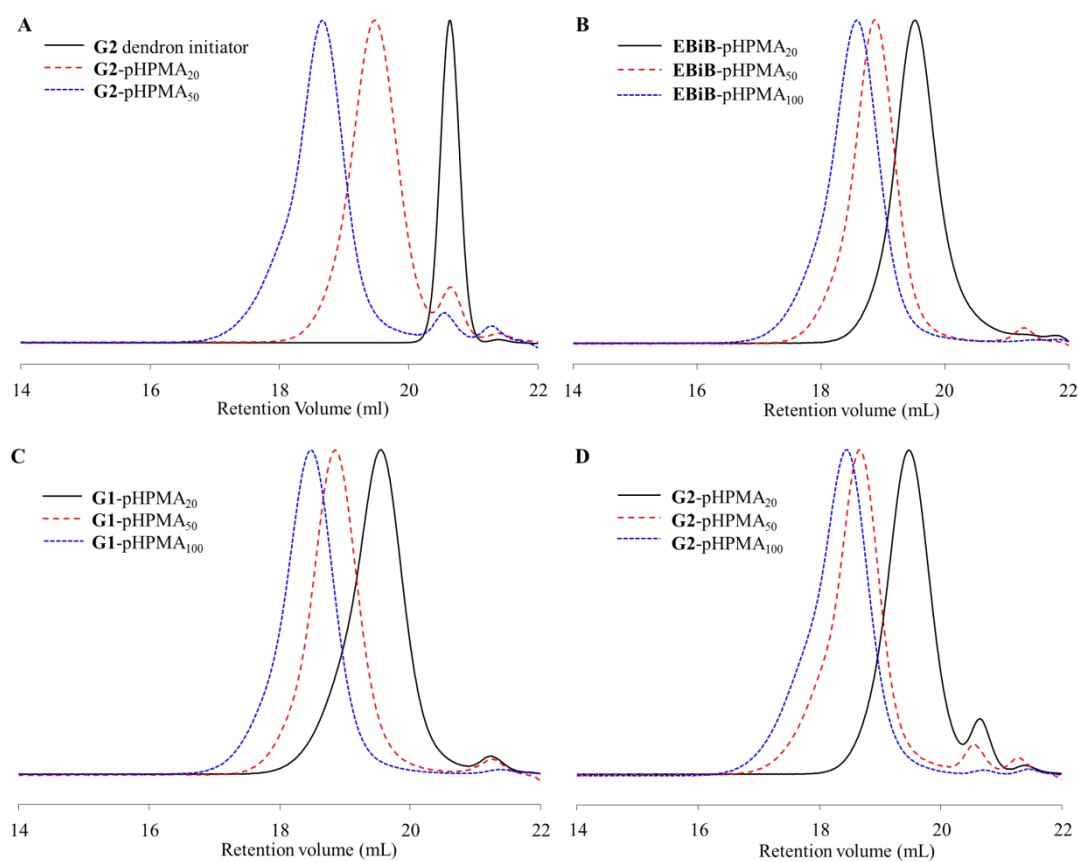 A
G2 dendron initiator
G2-pHPMA₂₀
G2-pHPMA₅₀
14 16 18 20 22
Retention Volume (ml)
B
EBiB-pHPMA₂₀
EBiB-pHPMA₅₀
EBiB-pHPMA₁₀₀
14 16 18 20 22
Retention volume (mL)
C
G1-pHPMA₂₀
G1-pHPMA₅₀
G1-pHPMA₁₀₀
14 16 18 20 22
Retention volume (mL)
D
G2-pHPMA₂₀
G2-pHPMA₅₀
G2-pHPMA₁₀₀
14 16 18 20 22
Retention volume (mL)